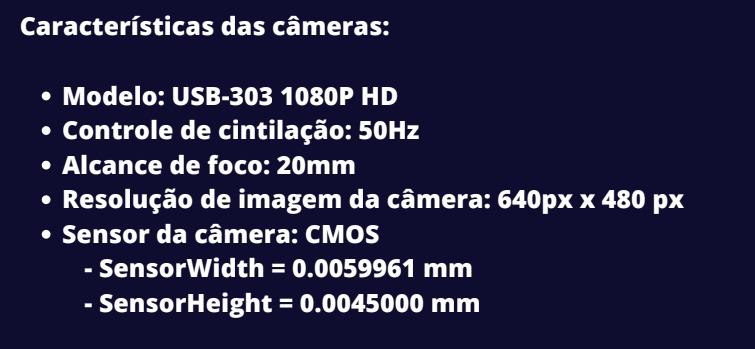 Características das câmeras:
• Modelo: USB-303 1080P HD
• Controle de cintilação: 50Hz
• Alcance de foco: 20mm
• Resolução de imagem da câmera: 640px x 480 px
• Sensor da câmera: CMOS
- SensorWidth = 0.0059961 mm
- SensorHeight = 0.0045000 mm